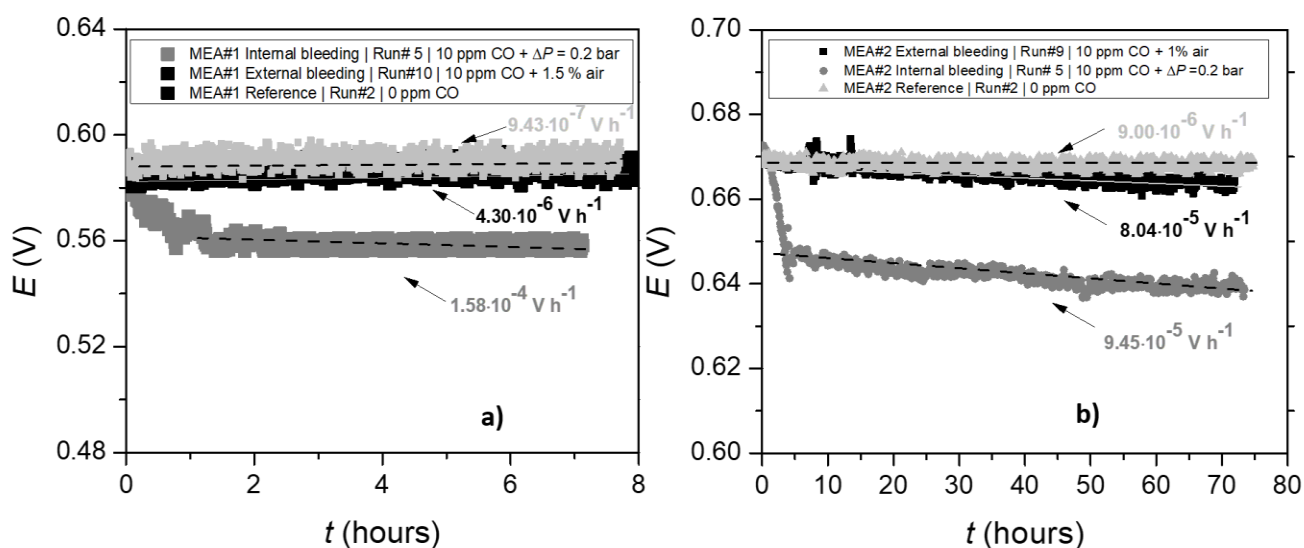 0.64
0.60
0.56
0.52
0.48
E (V)
MEA#1 Internal bleeding | Run# 5 | 10 ppm CO + ΔP = 0.2 bar
MEA#1 External bleeding | Run#10 | 10 ppm CO + 1.5 % air
MEA#1 Reference | Run#2 | 0 ppm CO
9.43·10⁻⁷ V h⁻¹
4.30·10⁻⁶ V h⁻¹
1.58·10⁻⁴ V h⁻¹
a)
0 2 4 6 8
t (hours)
0.70
0.68
0.66
0.64
0.62
0.60
E (V)
MEA#2 External bleeding | Run#9 | 10 ppm CO + 1% air
MEA#2 Internal bleeding | Run# 5 | 10 ppm CO + ΔP =0.2 bar
MEA#2 Reference | Run#2 | 0 ppm CO
9.00·10⁻⁶ V h⁻¹
8.04·10⁻⁵ V h⁻¹
9.45·10⁻⁵ V h⁻¹
b)
0 10 20 30 40 50 60 70 80
t (hours)